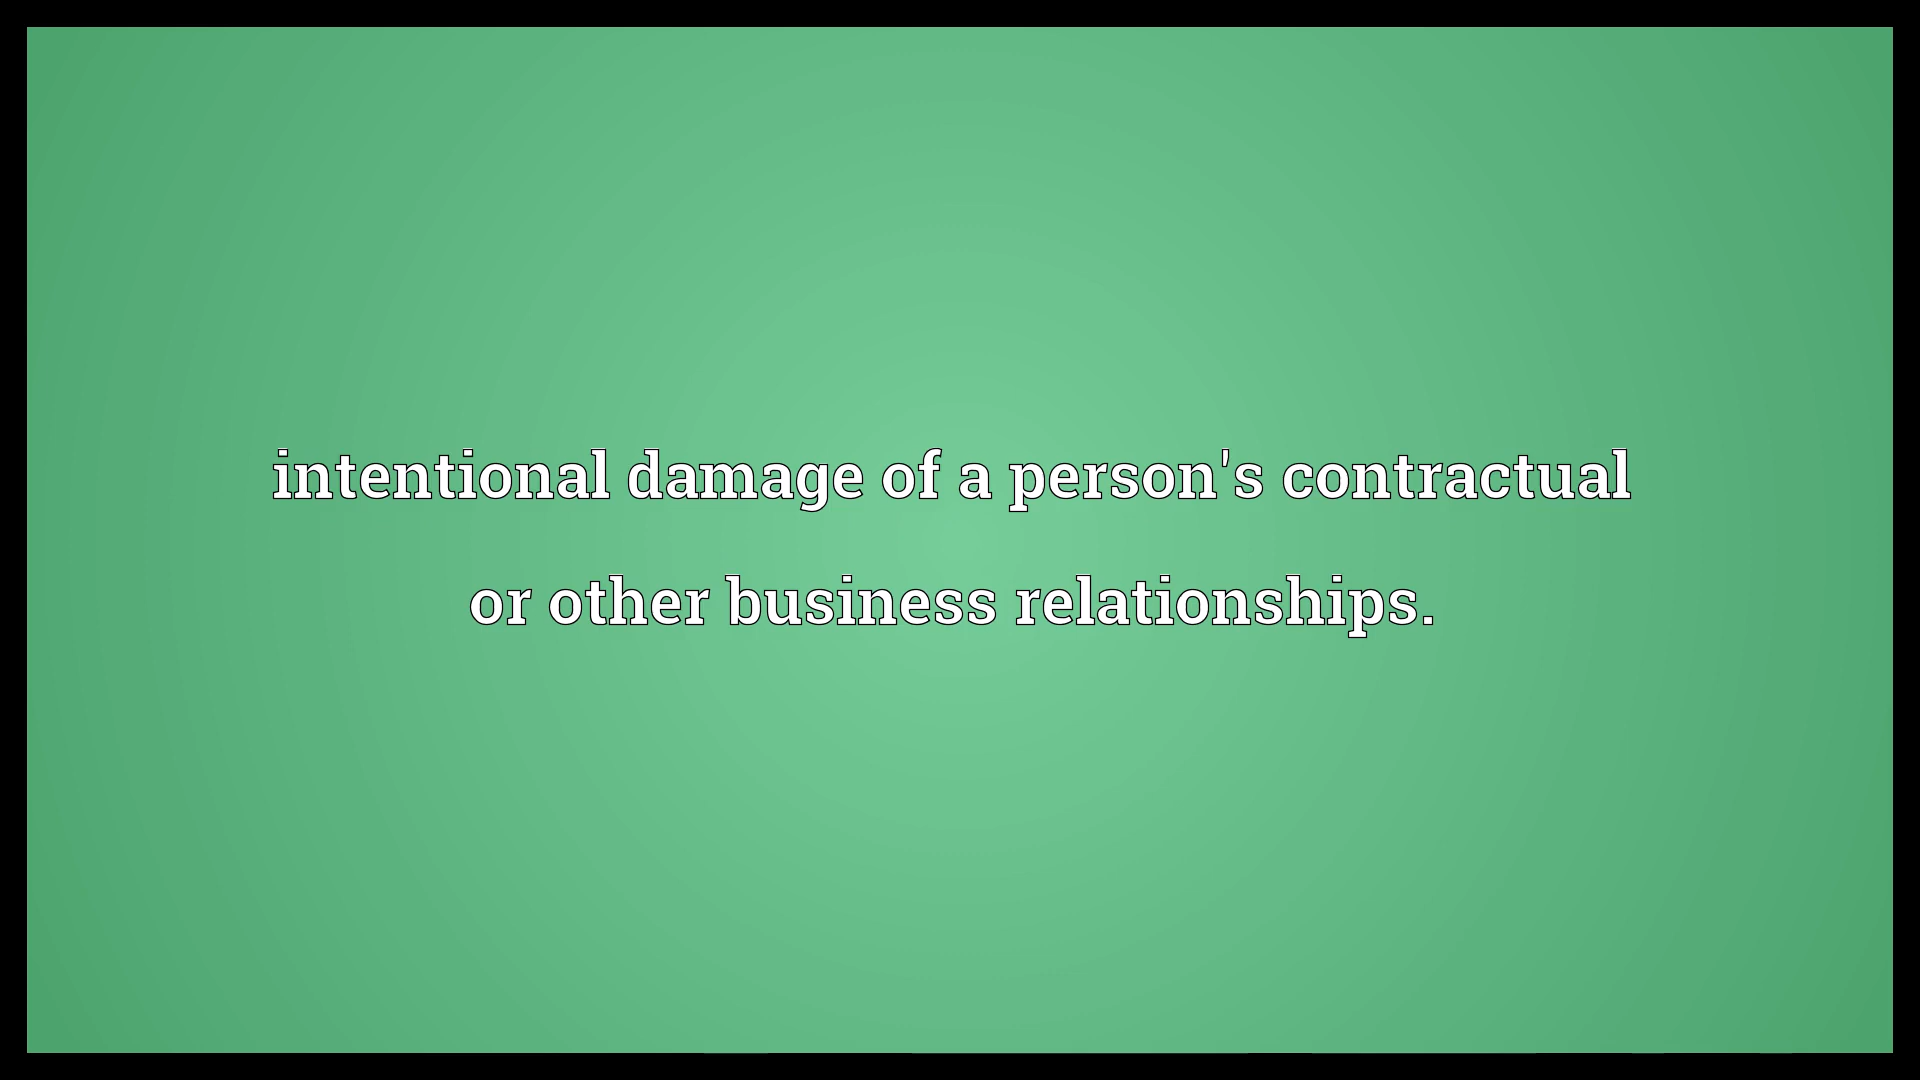 intentional damage of a person's contractual
or other business relationships.